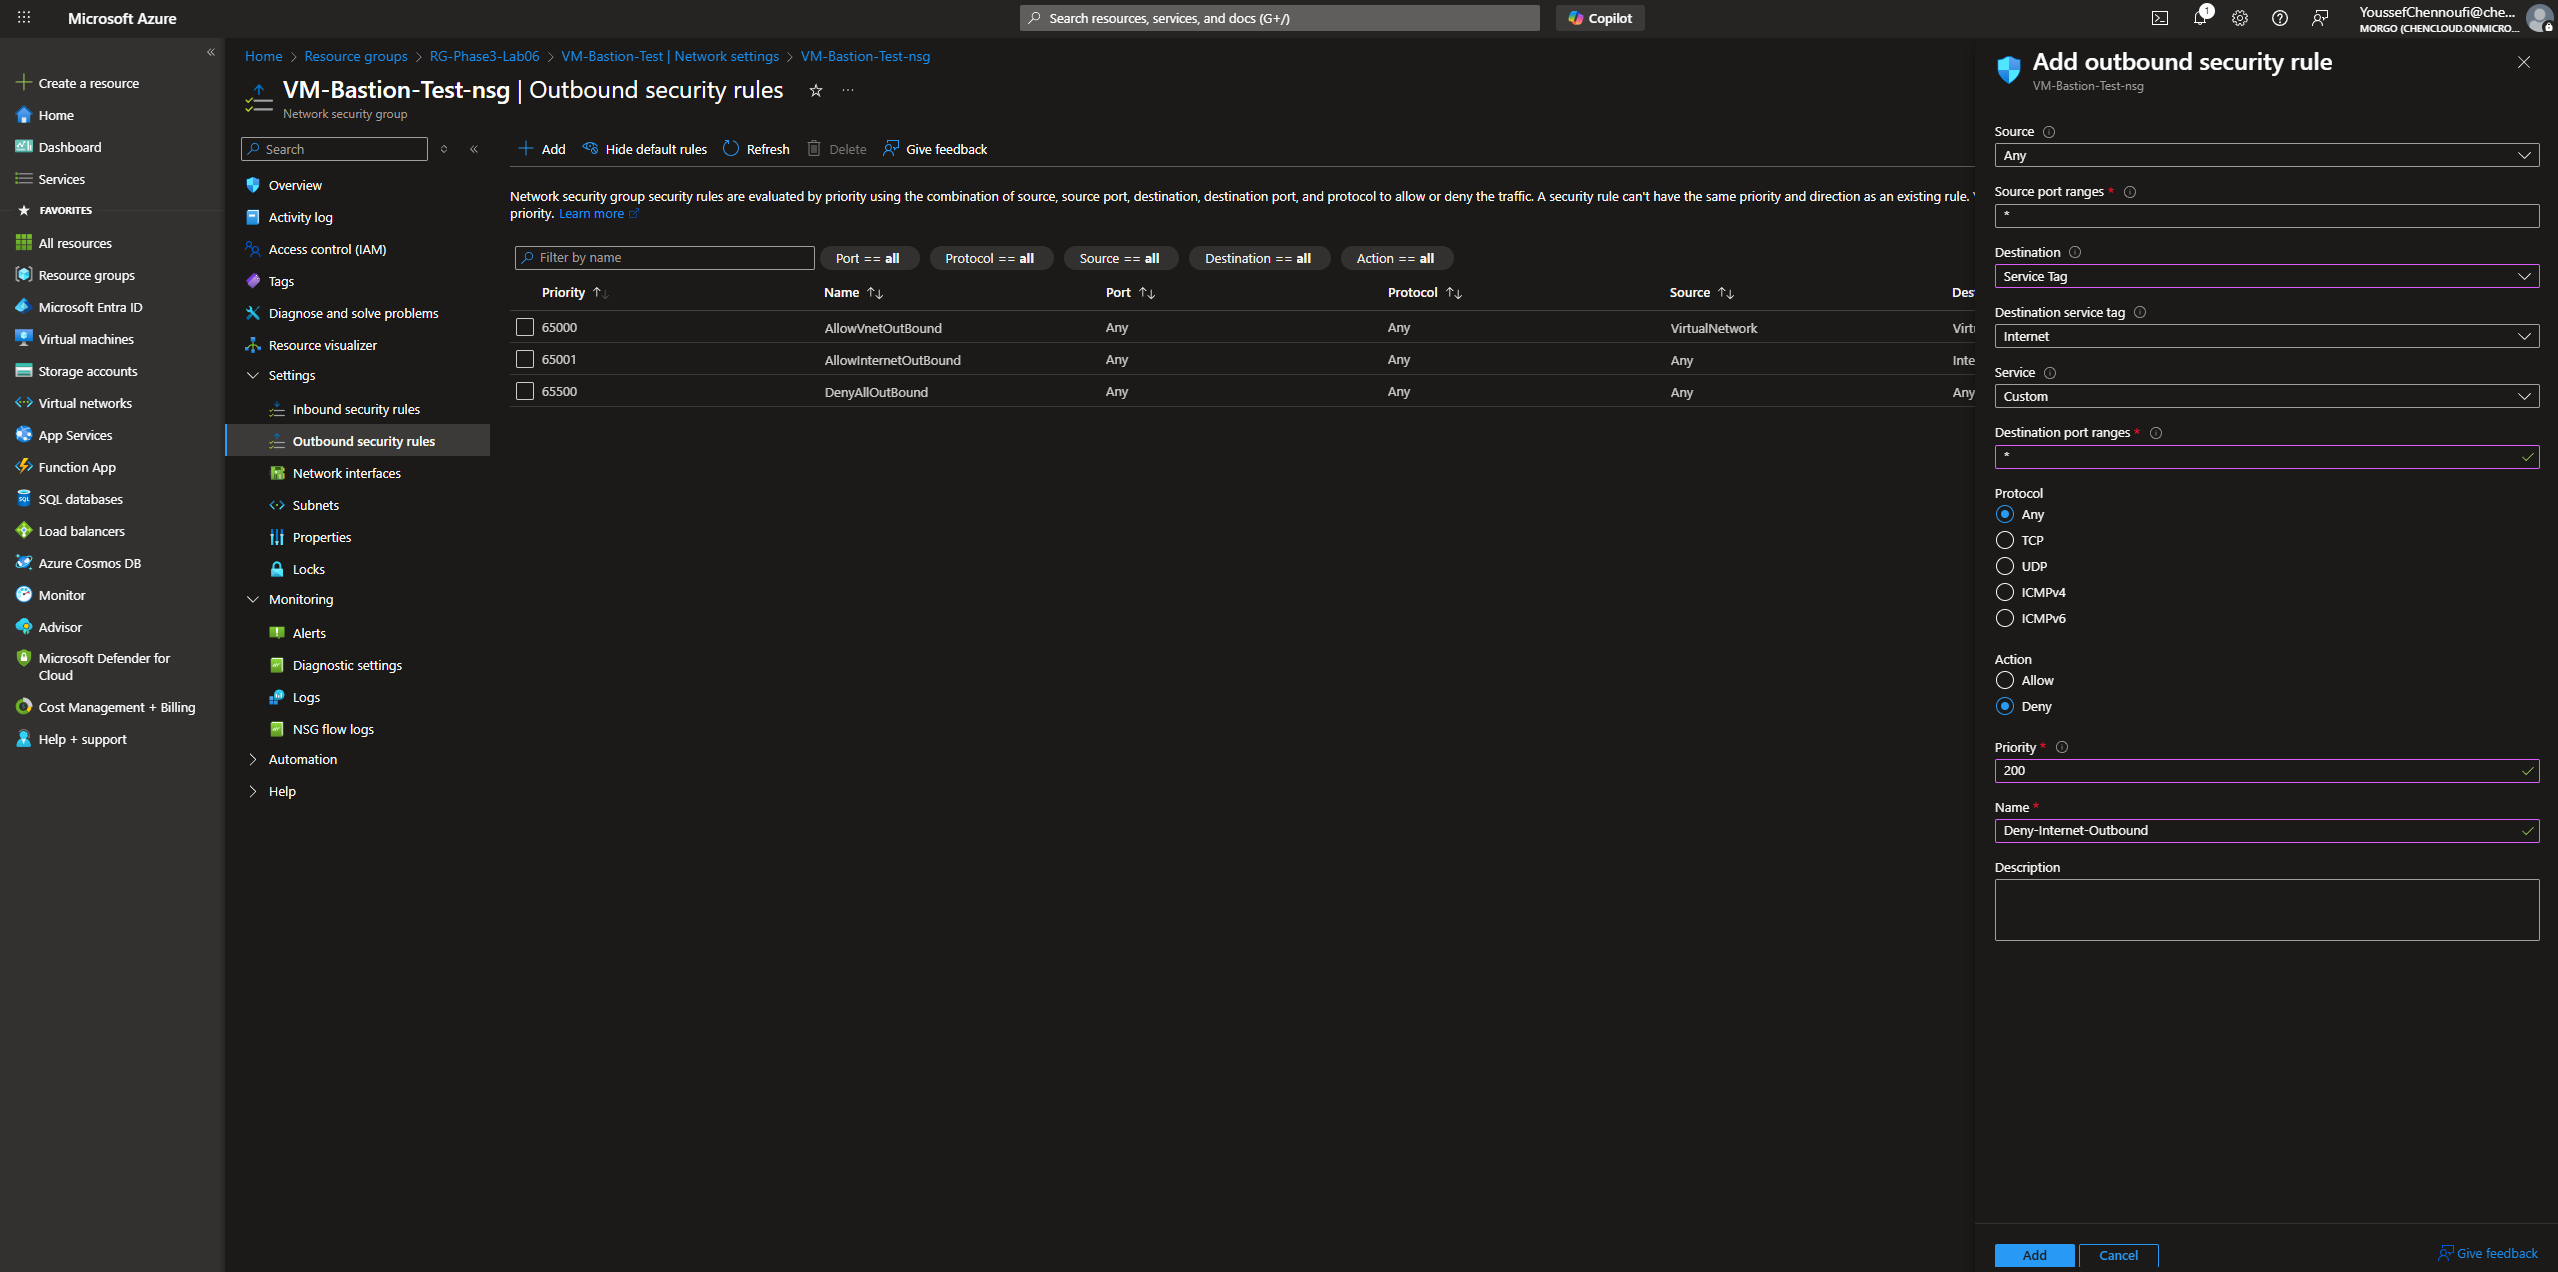 Microsoft Azure
Search resources, services, and docs (G+/)
Copilot
1
YoussefChennoufi@che...
MORGO (CHENCLOUD.ONMICRO...
Create a resource
Home
Dashboard
Services
FAVORITES
All resources
Resource groups
Microsoft Entra ID
Virtual machines
Storage accounts
Virtual networks
App Services
Function App
SQL databases
Load balancers
Azure Cosmos DB
Monitor
Advisor
Microsoft Defender for
Cloud
Cost Management + Billing
Help + support
Home > Resource groups > RG-Phase3-Lab06 > VM-Bastion-Test | Network settings > VM-Bastion-Test-nsg
VM-Bastion-Test-nsg | Outbound security rules
Network security group
Search
Overview
Activity log
Access control (IAM)
Tags
Diagnose and solve problems
Resource visualizer
Settings
Inbound security rules
Outbound security rules
Network interfaces
Subnets
Properties
Locks
Monitoring
Alerts
Diagnostic settings
Logs
NSG flow logs
Automation
Help
Add Hide default rules Refresh Delete Give feedback
Network security group security rules are evaluated by priority using the combination of source, source port, destination, destination port, and protocol to allow or deny the traffic. A security rule can't have the same priority and direction as an existing rule.
priority. Learn more
Filter by name
Port == all Protocol == all Source == all Destination == all Action == all
Priority Name Port Protocol Source Des
65000 AllowVnetOutBound Any Any VirtualNetwork Virtu
65001 AllowInternetOutBound Any Any Any Inte
65500 DenyAllOutBound Any Any Any Any
Add outbound security rule
VM-Bastion-Test-nsg
Source
Any
Source port ranges *
*
Destination
Service Tag
Destination service tag
Internet
Service
Custom
Destination port ranges *
*
Protocol
Any
TCP
UDP
ICMPv4
ICMPv6
Action
Allow
Deny
Priority *
200
Name *
Deny-Internet-Outbound
Description
Add
Cancel
Give feedback